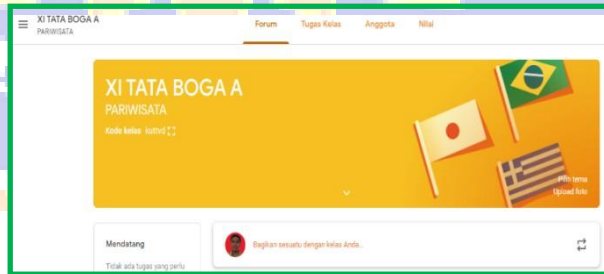 XI TATA BOGA A
PARIWISATA
Forum Tugas Kelas Anggota Nilai
XI TATA BOGA A
PARIWISATA
Kode kelas
Pilih tema
Upload foto
Mendatang
Bagikan sesuatu dengan kelas Anda...
Tidak ada tugas yang perlu